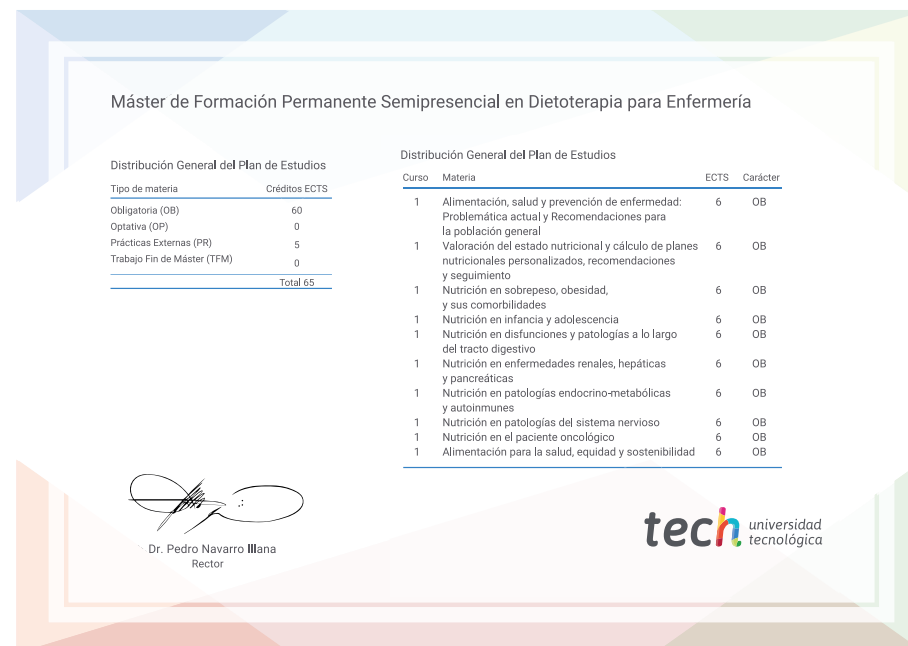 Máster de Formación Permanente Semipresencial en Dietoterapia para Enfermería
Distribución General del Plan de Estudios
Tipo de materia Créditos ECTS
Obligatoria (OB) 60
Optativa (OP) 0
Prácticas Externas (PR) 5
Trabajo Fin de Máster (TFM) 0
Total 65
Distribución General del Plan de Estudios
Curso Materia ECTS Carácter
1 Alimentación, salud y prevención de enfermedad: 6 OB
Problemática actual y Recomendaciones para
la población general
1 Valoración del estado nutricional y cálculo de planes 6 OB
nutricionales personalizados, recomendaciones
y seguimiento
1 Nutrición en sobrepeso, obesidad, 6 OB
y sus comorbilidades
1 Nutrición en infancia y adolescencia 6 OB
1 Nutrición en disfunciones y patologías a lo largo 6 OB
del tracto digestivo
1 Nutrición en enfermedades renales, hepáticas 6 OB
y pancreáticas
1 Nutrición en patologías endocrino-metabólicas 6 OB
y autoinmunes
1 Nutrición en patologías del sistema nervioso 6 OB
1 Nutrición en el paciente oncológico 6 OB
1 Alimentación para la salud, equidad y sostenibilidad 6 OB
Dr. Pedro Navarro Illana
Rector
tech universidad
tecnológica